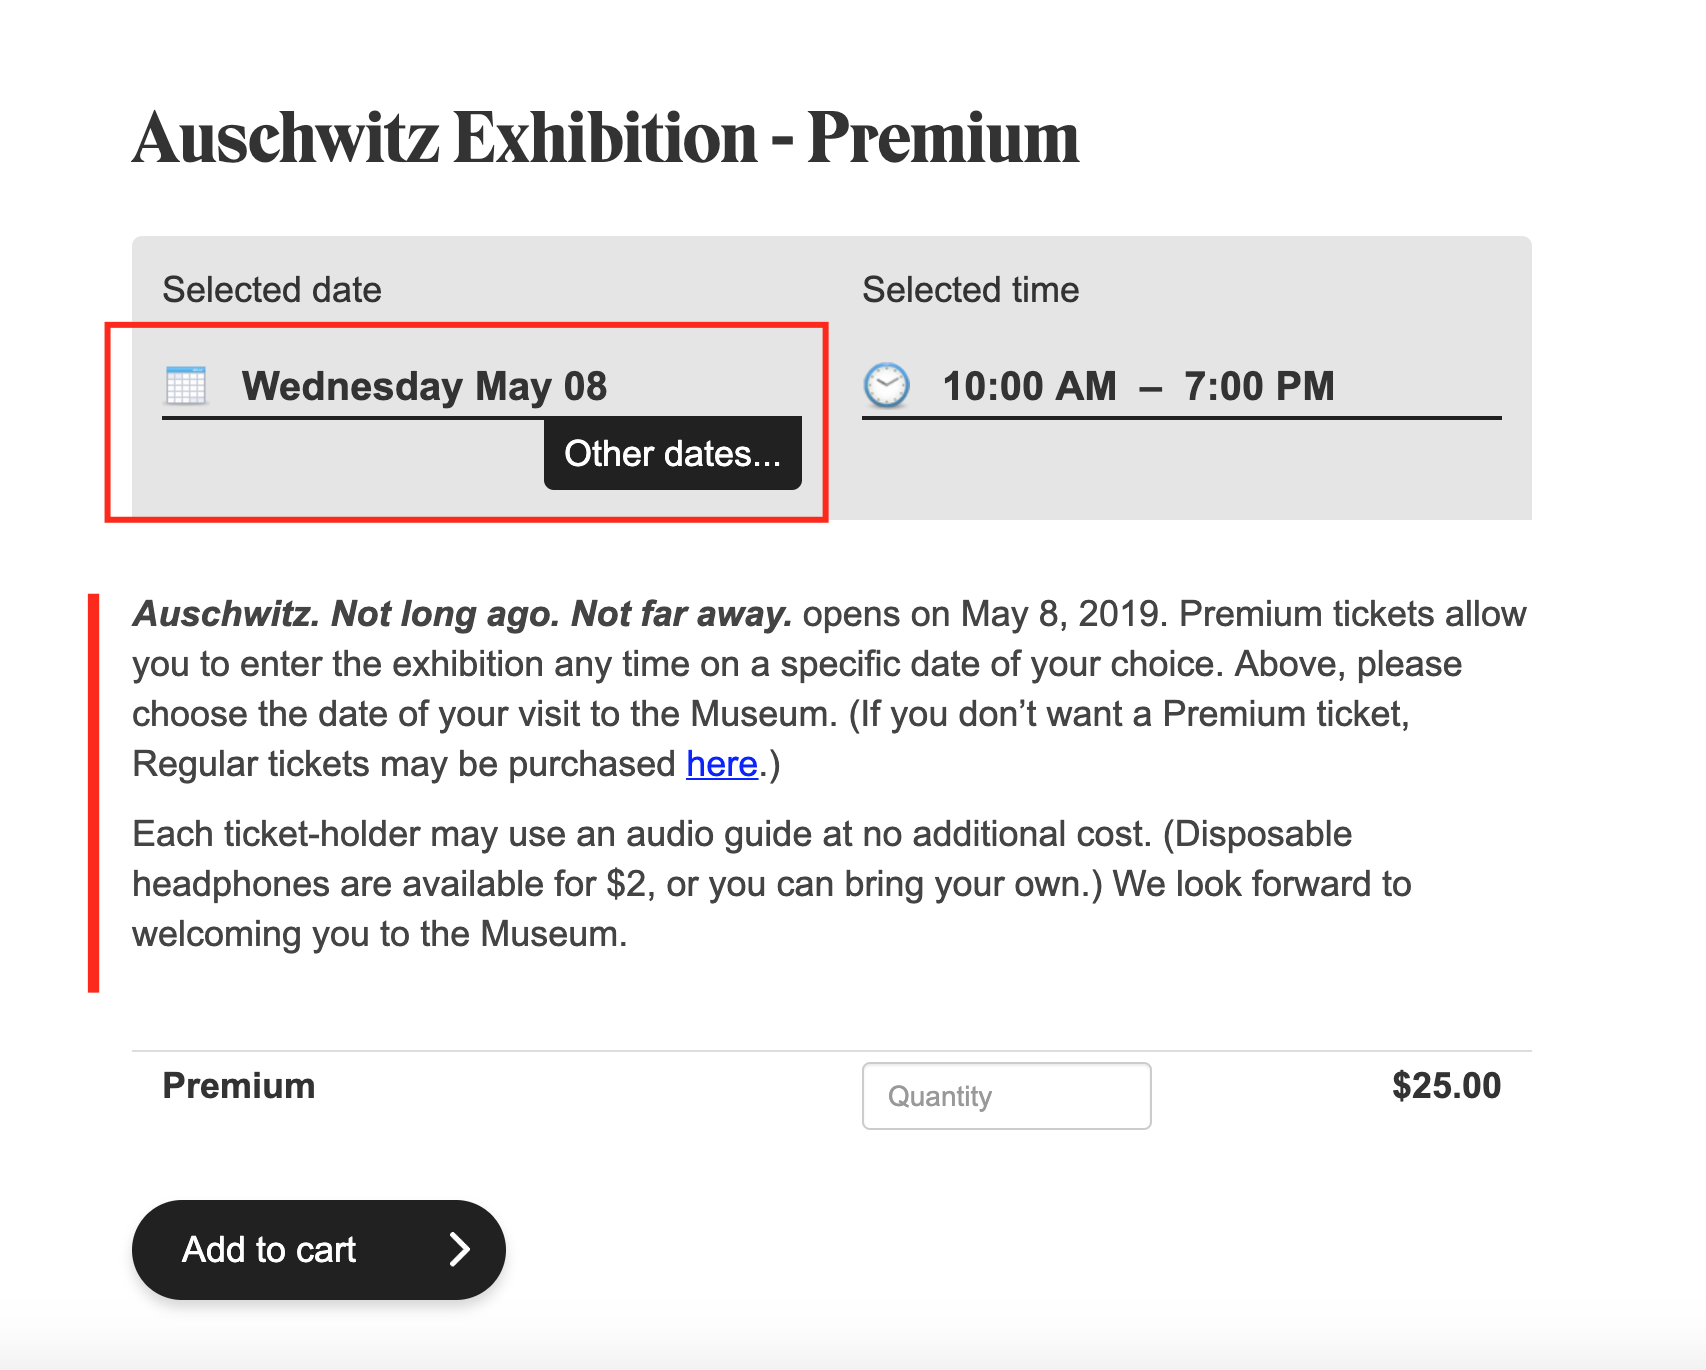 Auschwitz Exhibition - Premium
Selected date
Selected time
Wednesday May 08
10:00 AM – 7:00 PM
Other dates...
Auschwitz. Not long ago. Not far away. opens on May 8, 2019. Premium tickets allow
you to enter the exhibition any time on a specific date of your choice. Above, please
choose the date of your visit to the Museum. (If you don’t want a Premium ticket,
Regular tickets may be purchased here.)
Each ticket-holder may use an audio guide at no additional cost. (Disposable
headphones are available for $2, or you can bring your own.) We look forward to
welcoming you to the Museum.
Premium
Quantity
$25.00
Add to cart